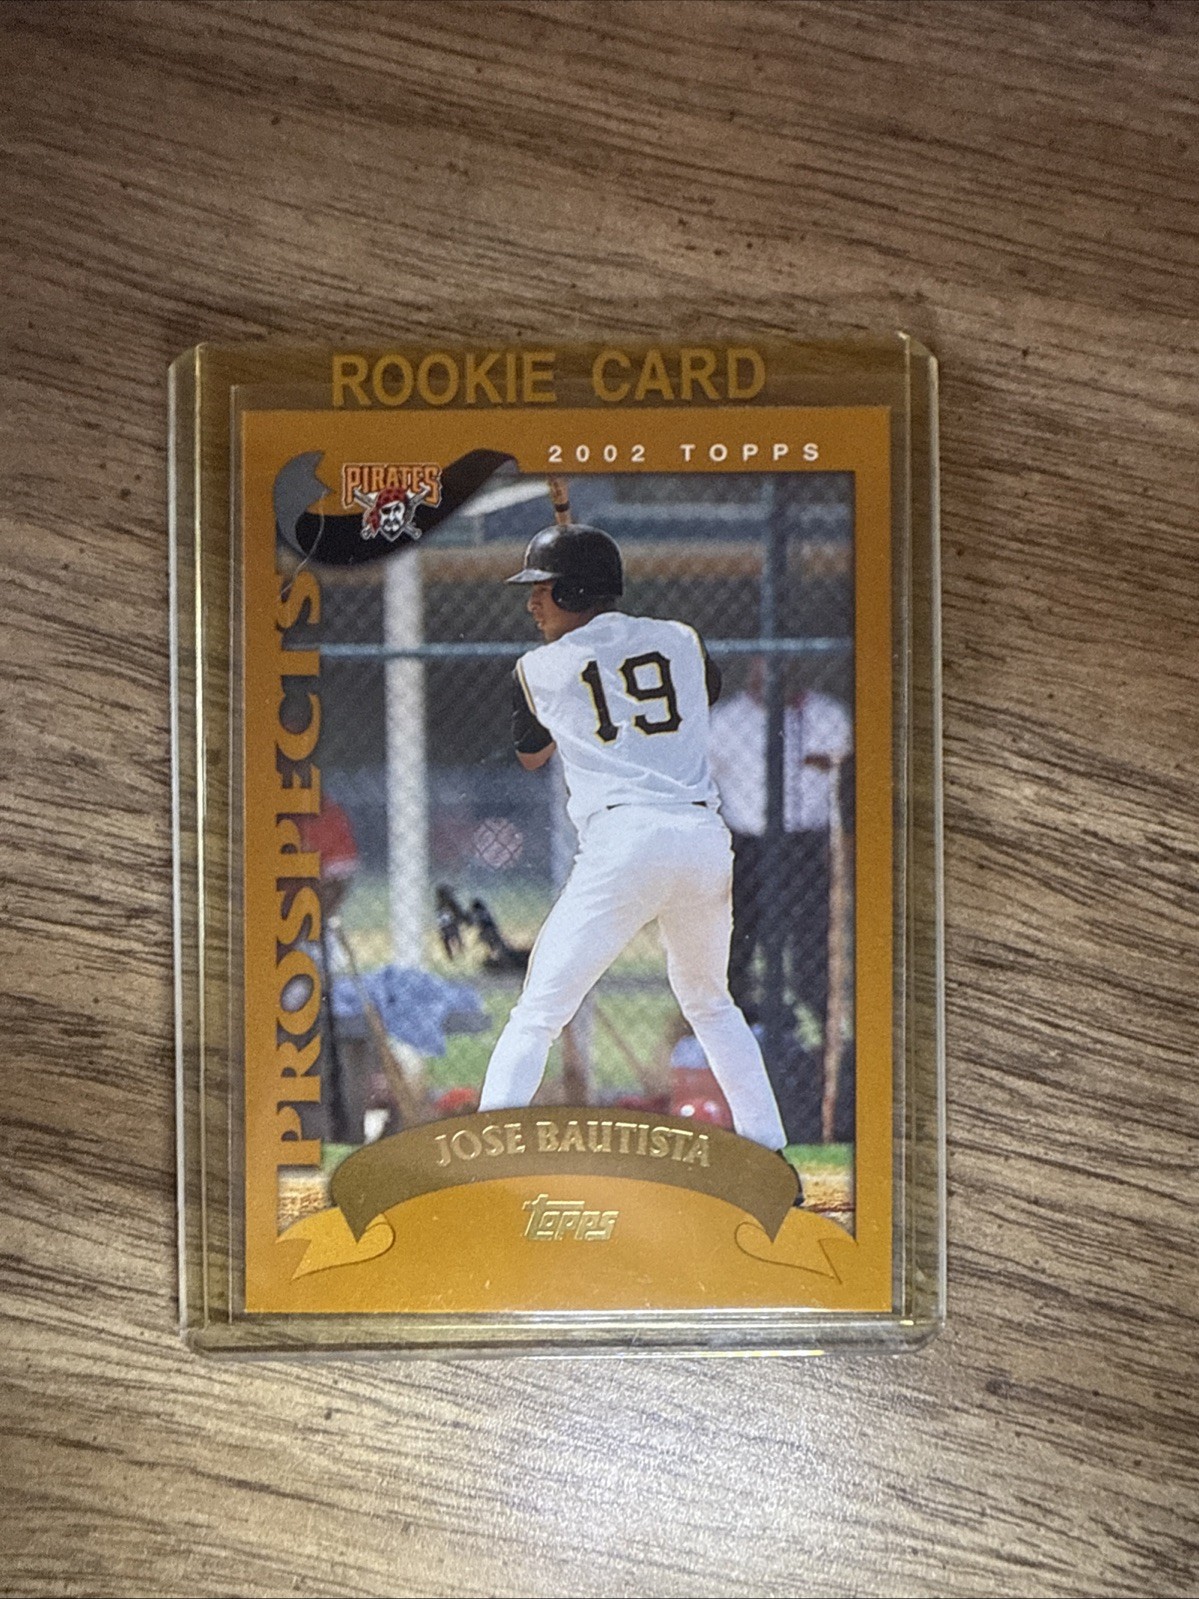 ROOKIE CARD
2002 TOPPS
PIRATES
PROSPECTS
19
JOSE BAUTISTA
topps